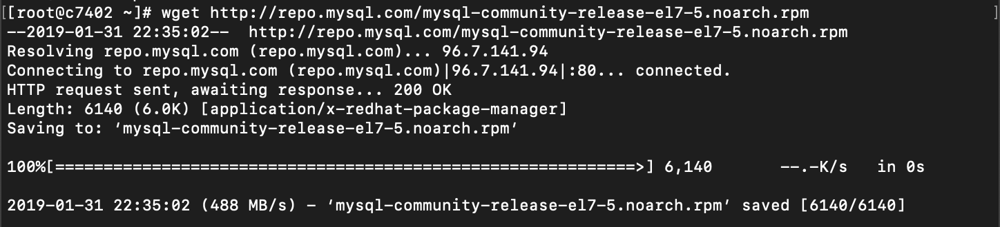 [[root@c7402 ~]# wget http://repo.mysql.com/mysql-community-release-el7-5.noarch.rpm ]
--2019-01-31 22:35:02--  http://repo.mysql.com/mysql-community-release-el7-5.noarch.rpm
Resolving repo.mysql.com (repo.mysql.com)... 96.7.141.94
Connecting to repo.mysql.com (repo.mysql.com)|96.7.141.94|:80... connected.
HTTP request sent, awaiting response... 200 OK
Length: 6140 (6.0K) [application/x-redhat-package-manager]
Saving to: ‘mysql-community-release-el7-5.noarch.rpm’
100%[============================================================>] 6,140       --.-K/s   in 0s
2019-01-31 22:35:02 (488 MB/s) - ‘mysql-community-release-el7-5.noarch.rpm’ saved [6140/6140]